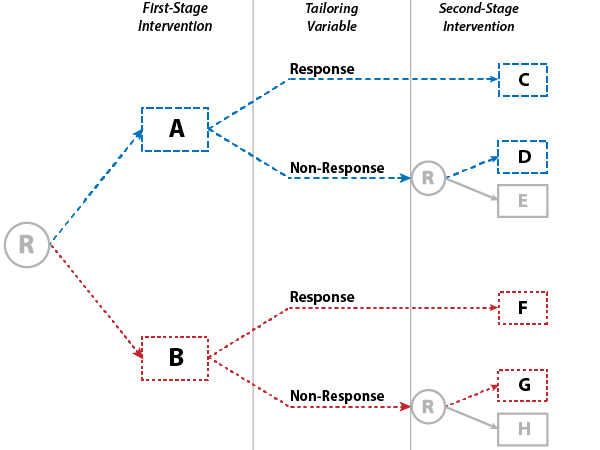 First-Stage
Intervention
Tailoring
Variable
Second-Stage
Intervention
Response
C
A
D
Non-Response
R
E
R
Response
F
B
G
Non-Response
R
H